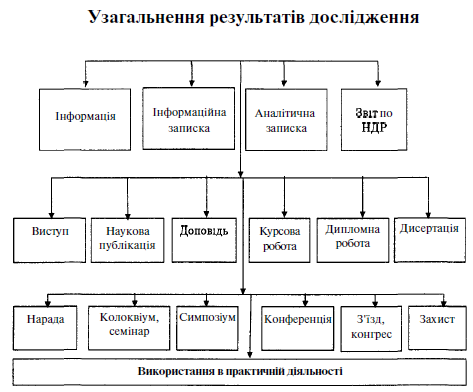 Узагальнення результатів дослідження
Інформація
Інформаційна
записка
Аналітична
записка
Звіт по
НДР
Виступ
Наукова
публікація
Доповідь
Курсова
робота
Дипломна
робота
Дисертація
Нарада
Колоквіум,
семінар
Симпозіум
Конференція
З’їзд,
конгрес
Захист
Використання в практичній діяльності